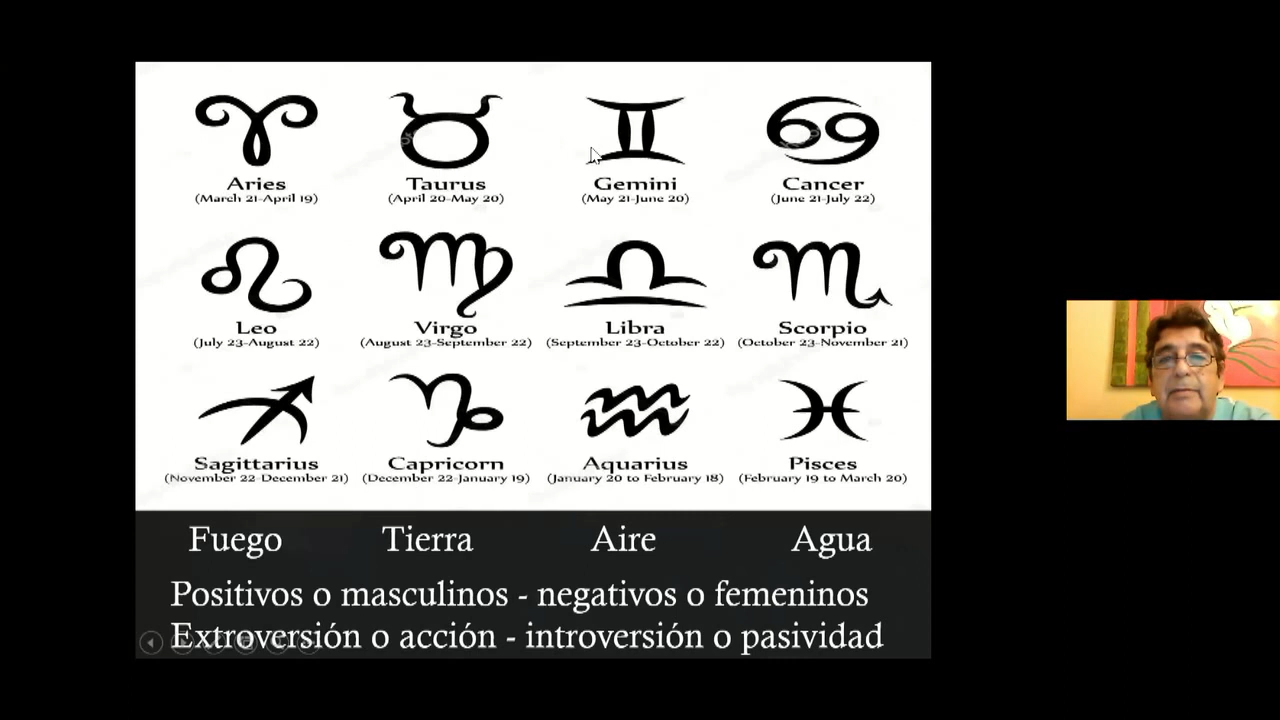 Aries Taurus Gemini Cancer
(March 21-April 19) (April 20-May 20) (May 21-June 20) (June 21-July 22)
Leo Virgo Libra Scorpio
(July 23-August 22) (August 23-September 22) (September 23-October 22) (October 23-November 21)
Sagittarius Capricorn Aquarius Pisces
(November 22-December 21) (December 22-January 19) (January 20 to February 18) (February 19 to March 20)
Fuego Tierra Aire Agua
Positivos o masculinos - negativos o femeninos
Extroversión o acción - introversión o pasividad